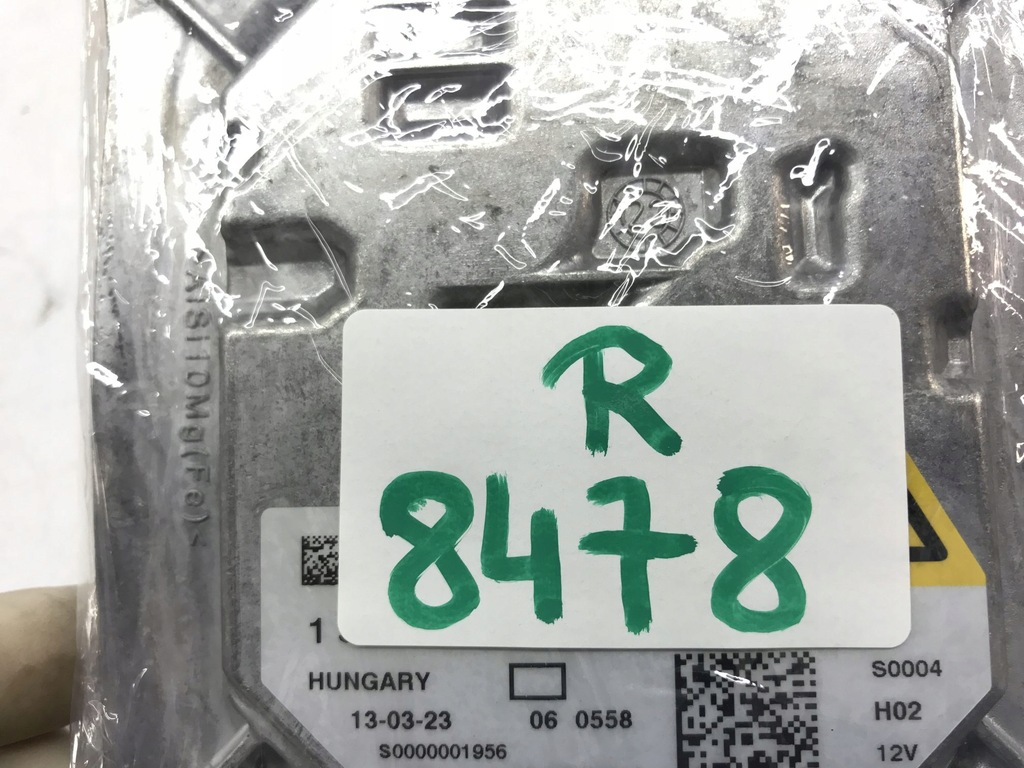 AlSi10Mg(Fe)<
R
8478
1
HUNGARY
S0004
13-03-23
06 0558
H02
S0000001956
12V